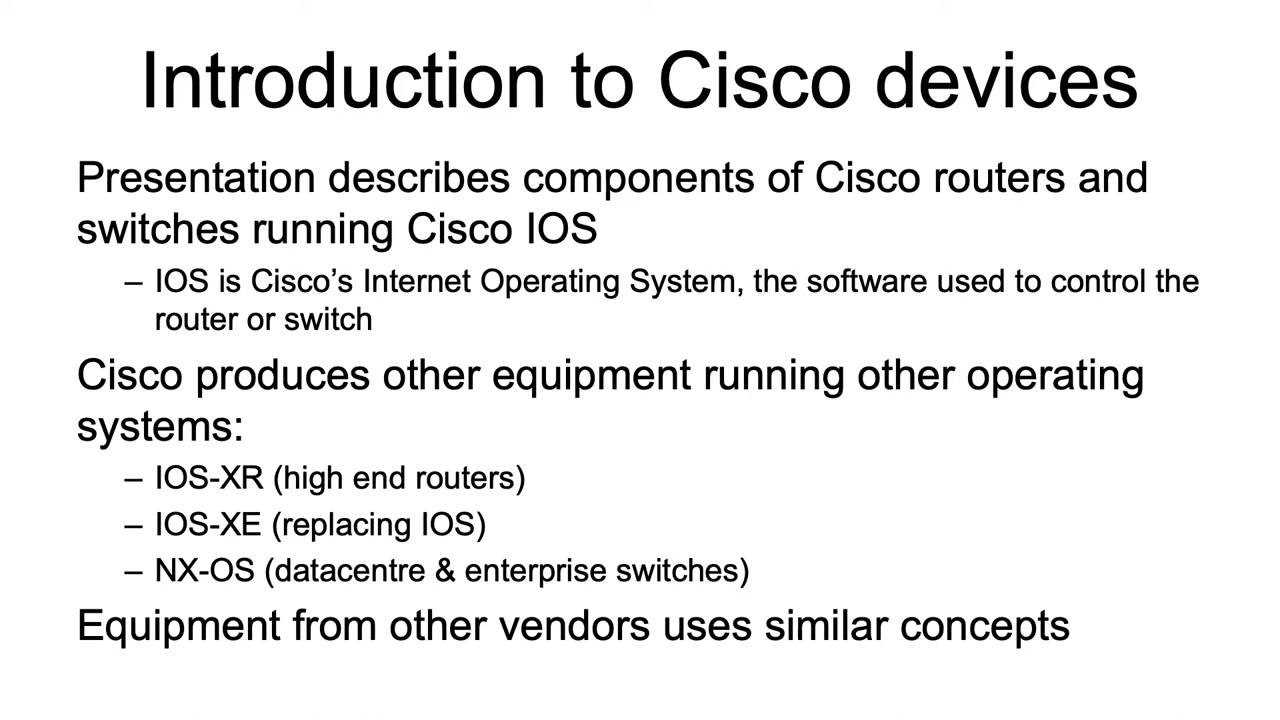 Introduction to Cisco devices
Presentation describes components of Cisco routers and
switches running Cisco IOS
– IOS is Cisco’s Internet Operating System, the software used to control the
router or switch
Cisco produces other equipment running other operating
systems:
– IOS-XR (high end routers)
– IOS-XE (replacing IOS)
– NX-OS (datacentre & enterprise switches)
Equipment from other vendors uses similar concepts